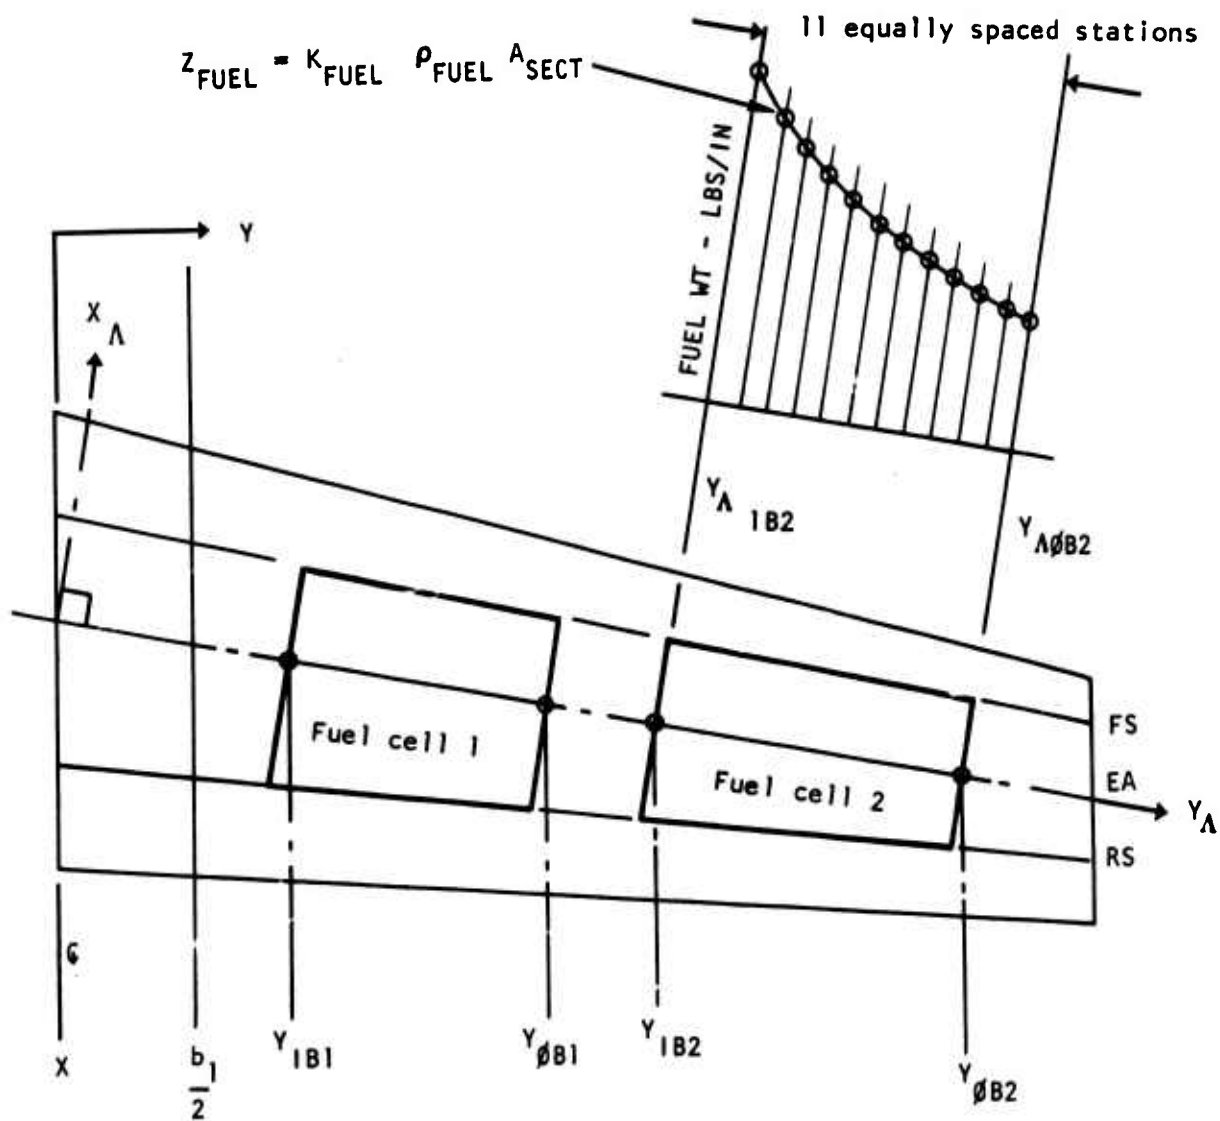 11 equally spaced stations
Z_FUEL = K_FUEL ρ_FUEL A_SECT
FUEL WT - LBS/IN
Y
X_Λ
Y_Λ IB2
Y_ΛØB2
Fuel cell 1
Fuel cell 2
FS
EA
RS
Y_Λ
℄
X
b_1/2
Y_IB1
Y_ØB1
Y_IB2
Y_ØB2